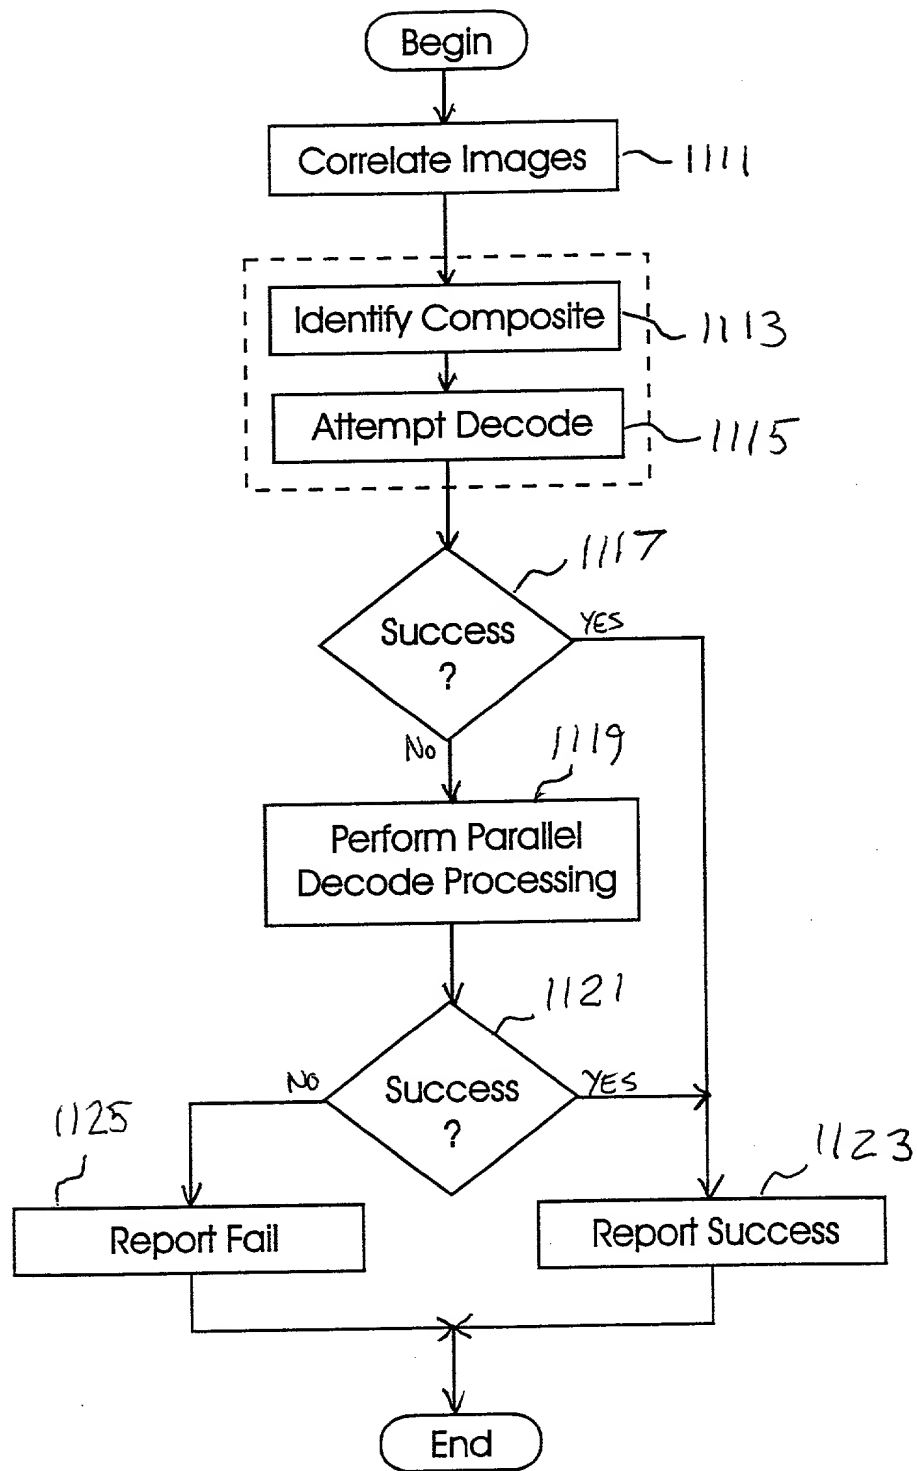 Begin
Correlate Images
1111
Identify Composite
1113
Attempt Decode
1115
1117
Success
?
YES
No
1119
Perform Parallel
Decode Processing
1121
Success
?
NO
YES
1125
1123
Report Fail
Report Success
End